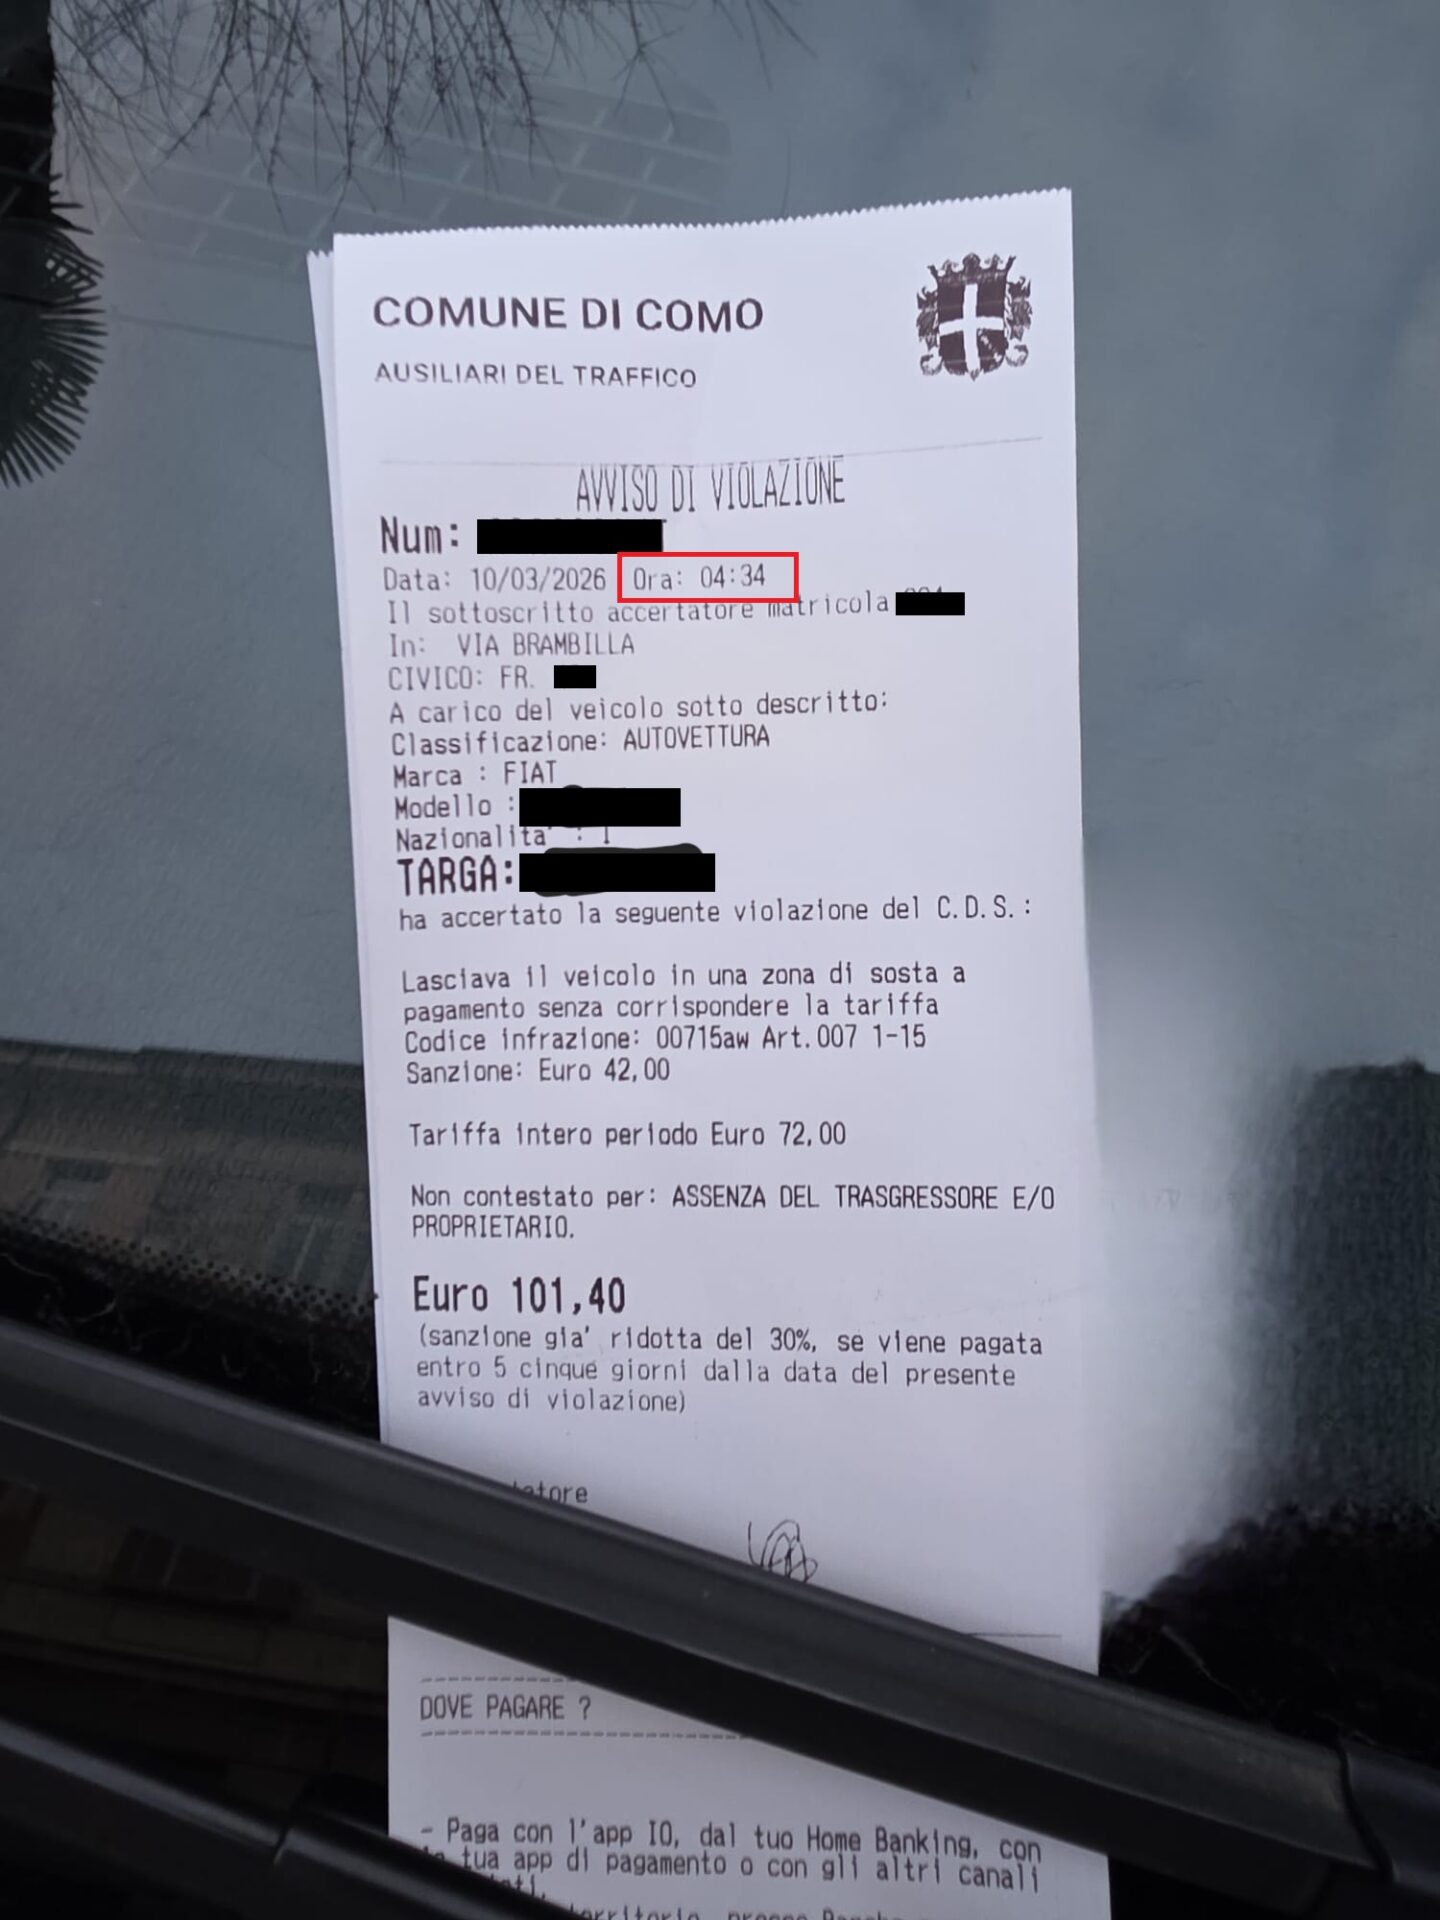 COMUNE DI COMO
AUSILIARI DEL TRAFFICO
AVVISO DI VIOLAZIONE
Num:
Data: 10/03/2026 Ora: 04:34
Il sottoscritto accertatore matricola
In: VIA BRAMBILLA
CIVICO: FR.
A carico del veicolo sotto descritto:
Classificazione: AUTOVETTURA
Marca : FIAT
Modello :
Nazionalita' : I
TARGA:
ha accertato la seguente violazione del C.D.S.:
Lasciava il veicolo in una zona di sosta a
pagamento senza corrispondere la tariffa
Codice infrazione: 00715aw Art.007 1-15
Sanzione: Euro 42,00
Tariffa intero periodo Euro 72,00
Non contestato per: ASSENZA DEL TRASGRESSORE E/O
PROPRIETARIO.
Euro 101,40
(sanzione gia' ridotta del 30%, se viene pagata
entro 5 cinque giorni dalla data del presente
avviso di violazione)
DOVE PAGARE ?
- Paga con l'app IO, dal tuo Home Banking, con
tua app di pagamento o con gli altri canali